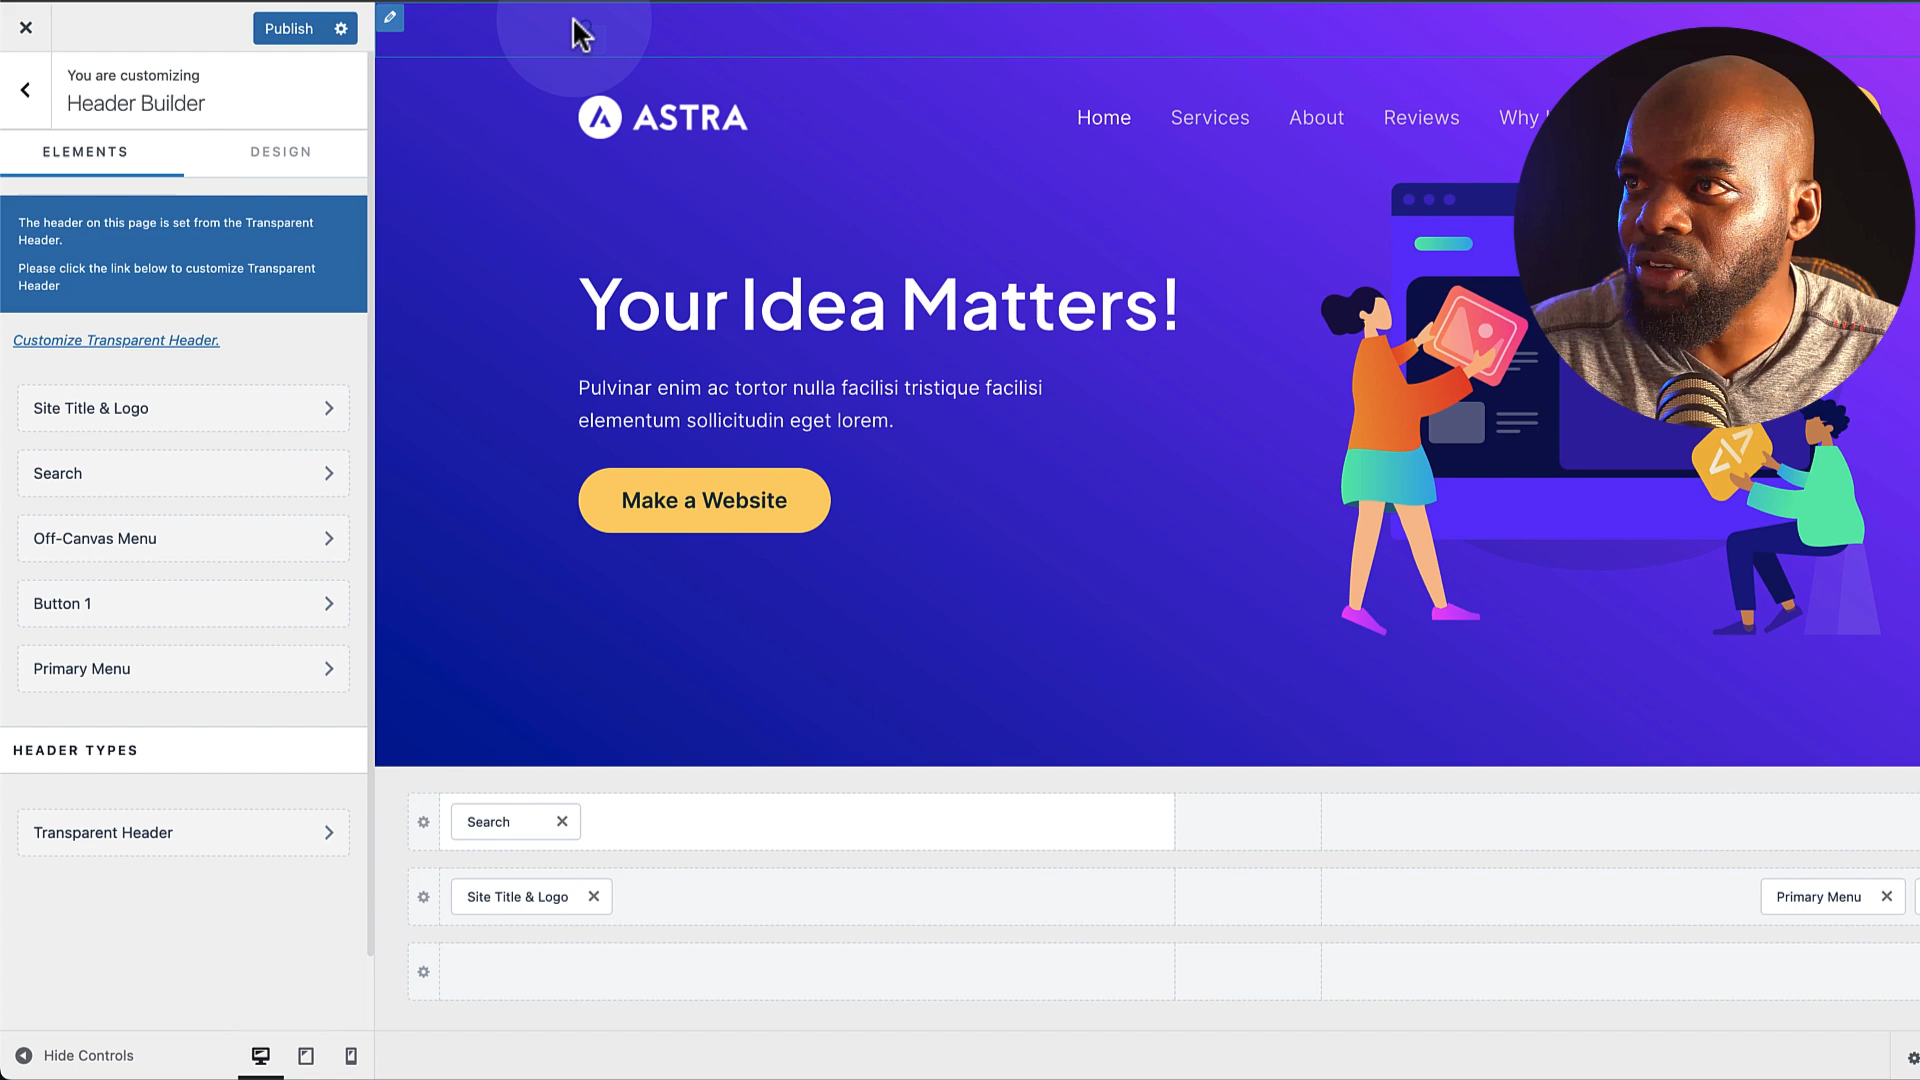 Publish
You are customizing
Header Builder
ELEMENTS
DESIGN
The header on this page is set from the Transparent
Header.
Please click the link below to customize Transparent
Header
Customize Transparent Header.
Site Title & Logo
Search
Off-Canvas Menu
Button 1
Primary Menu
HEADER TYPES
Transparent Header
Hide Controls
ASTRA
Home
Services
About
Reviews
Why
Your Idea Matters!
Pulvinar enim ac tortor nulla facilisi tristique facilisi
elementum sollicitudin eget lorem.
Make a Website
</>
Search
Site Title & Logo
Primary Menu